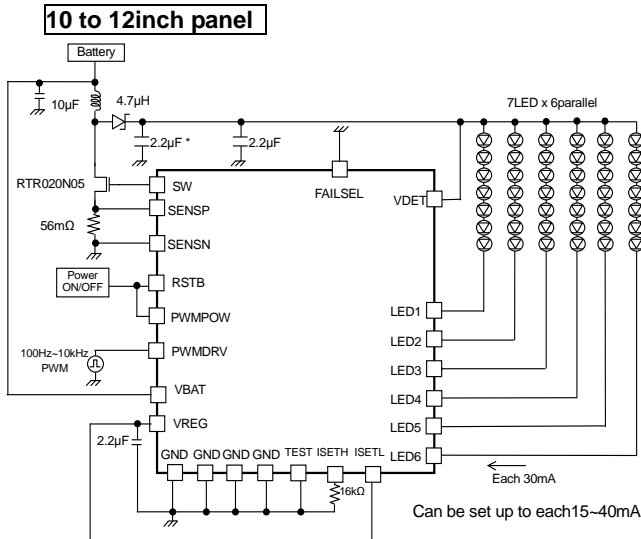 10 to 12inch panel
Battery
10μF
4.7μH
7LED x 6parallel
2.2μF *
2.2μF
RTR020N05
SW
FAILSEL
VDET
SENSP
56mΩ
SENSN
Power
ON/OFF
RSTB
PWMPOW
LED1
LED2
100Hz~10kHz
PWM
PWMDRV
LED3
VBAT
LED4
VREG
LED5
2.2μF
GND
GND
GND
GND
TEST
ISETH
ISETL
LED6
16kΩ
Each 30mA
Can be set up to each15~40mA